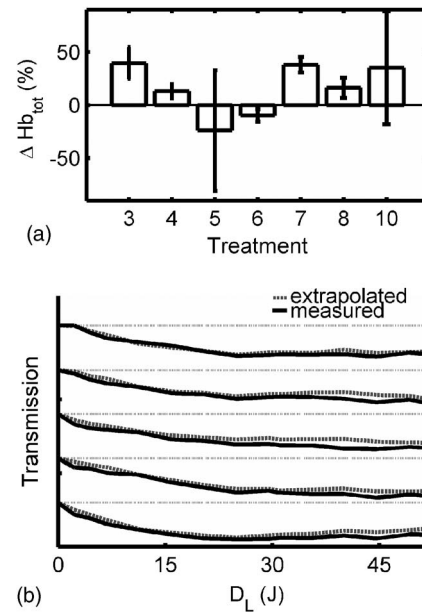 50
0
-50
Δ Hb_tot (%)
3 4 5 6 7 8 10
Treatment
(a)
extrapolated
measured
Transmission
0 15 30 45
D_L (J)
(b)